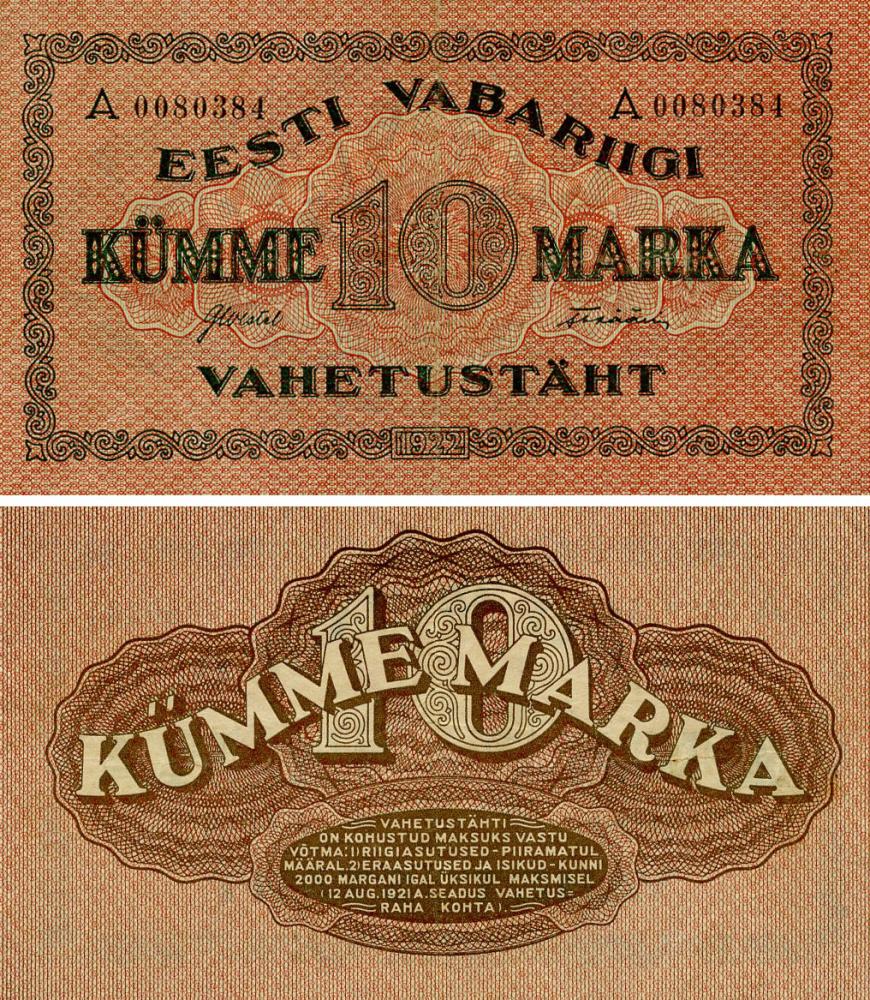 A 0080384
A 0080384
EESTI VABARIIGI
KÜMME 10 MARKA
VAHETUSTÄHT
1922
10
KÜMME MARKA
VAHETUSTÄHTI
ON KOHUSTUD MAKSUKS VASTU
VÕTMA: 1) RIIGIASUTUSED-PIIRAMATUL
MÄÄRAL. 2) ERAASUTUSED JA ISIKUD-KUNNI
2000 MARGANI IGAL ÜKSIKUL MAKSMISEL
(12 AUG. 1921 A. SEADUS VAHETUS=
RAHA KOHTA).